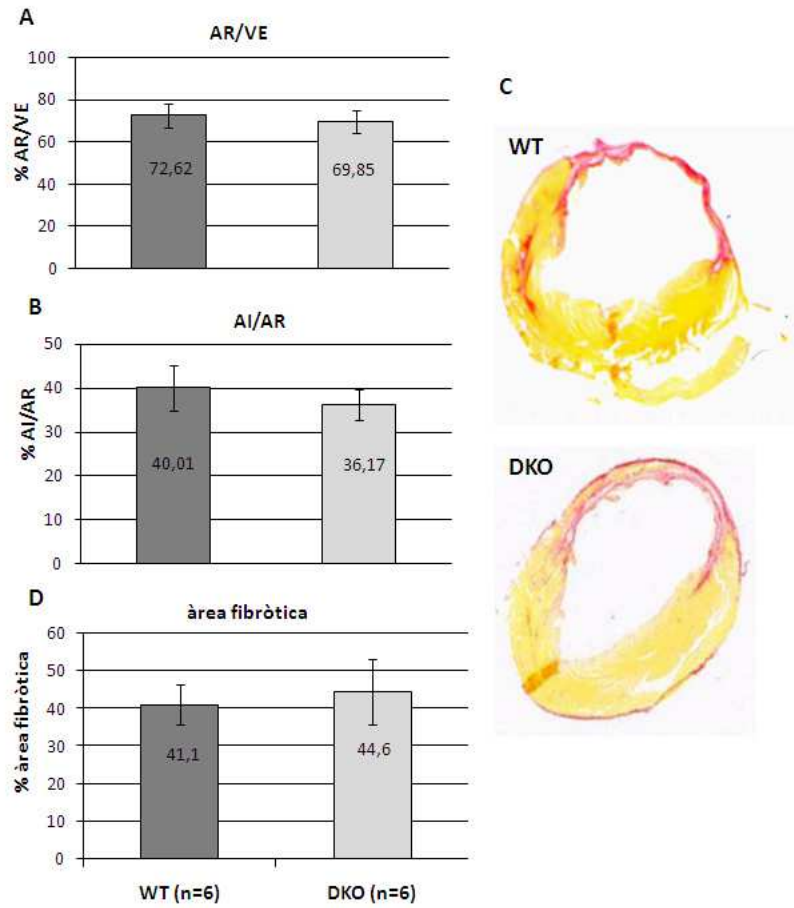 A
AR/VE
% AR/VE
100
80
60
40
20
0
72,62
69,85
B
AI/AR
% AI/AR
50
40
30
20
10
0
40,01
36,17
D
àrea fibròtica
% àrea fibròtica
60
50
40
30
20
10
0
41,1
44,6
WT (n=6)
DKO (n=6)
C
WT
DKO